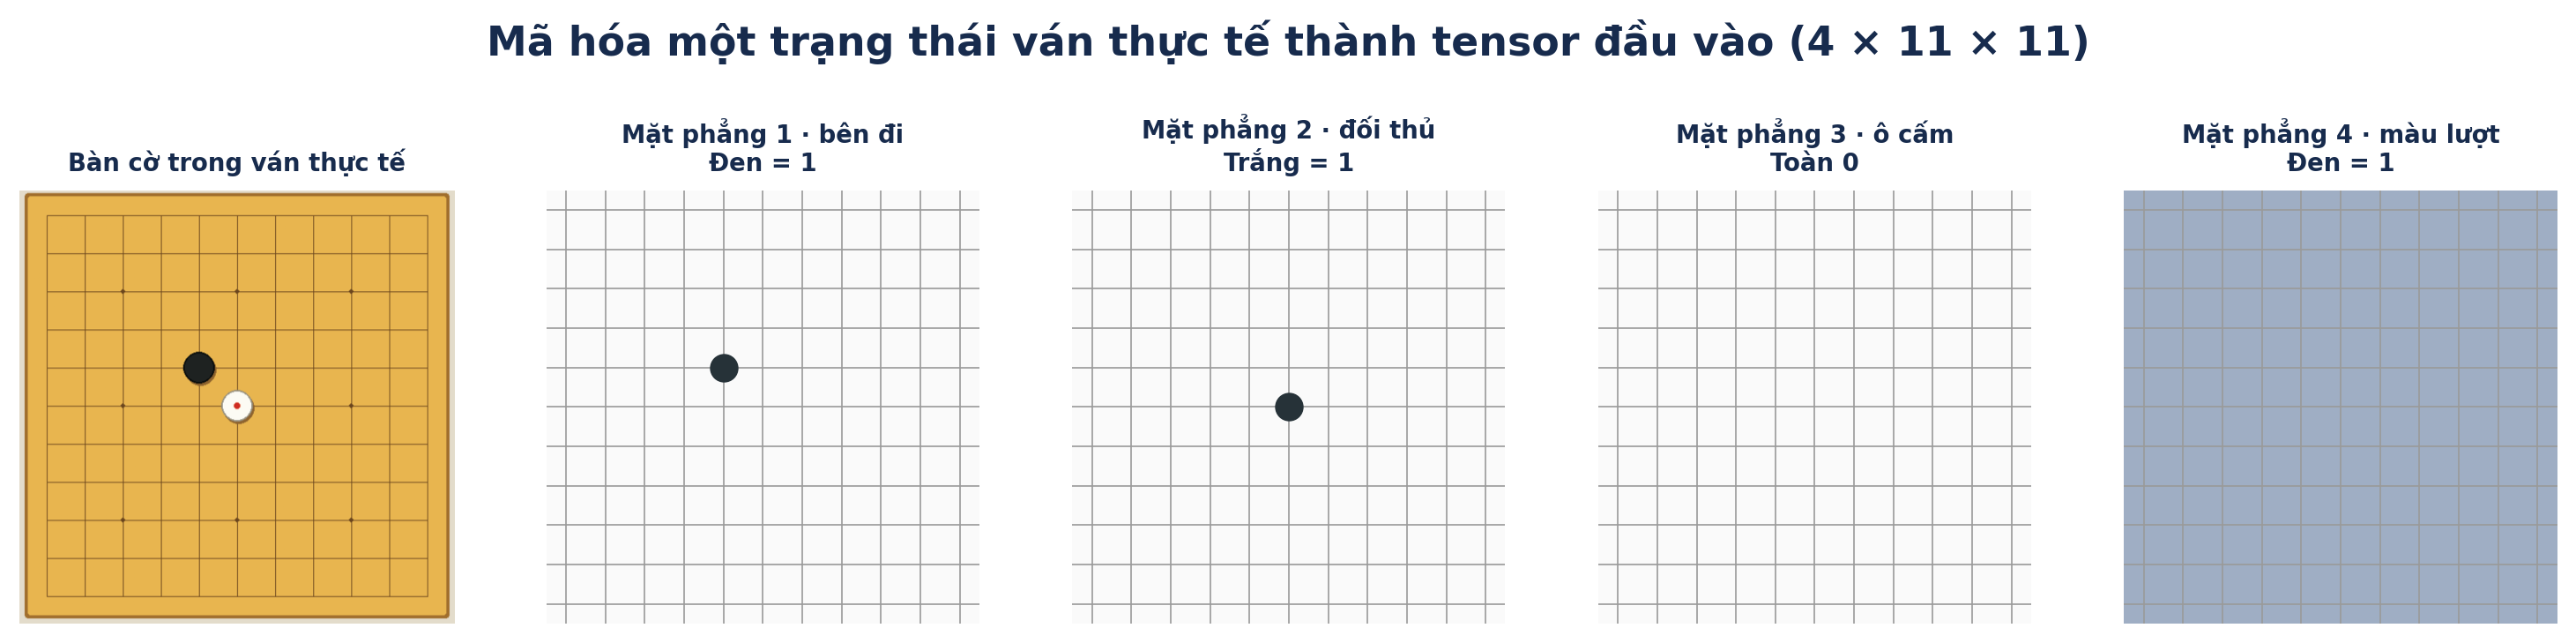 Mã hóa một trạng thái ván thực tế thành tensor đầu vào (4 × 11 × 11)
Bàn cờ trong ván thực tế
Mặt phẳng 1 · bên đi
Đen = 1
Mặt phẳng 2 · đối thủ
Trắng = 1
Mặt phẳng 3 · ô cấm
Toàn 0
Mặt phẳng 4 · màu lượt
Đen = 1